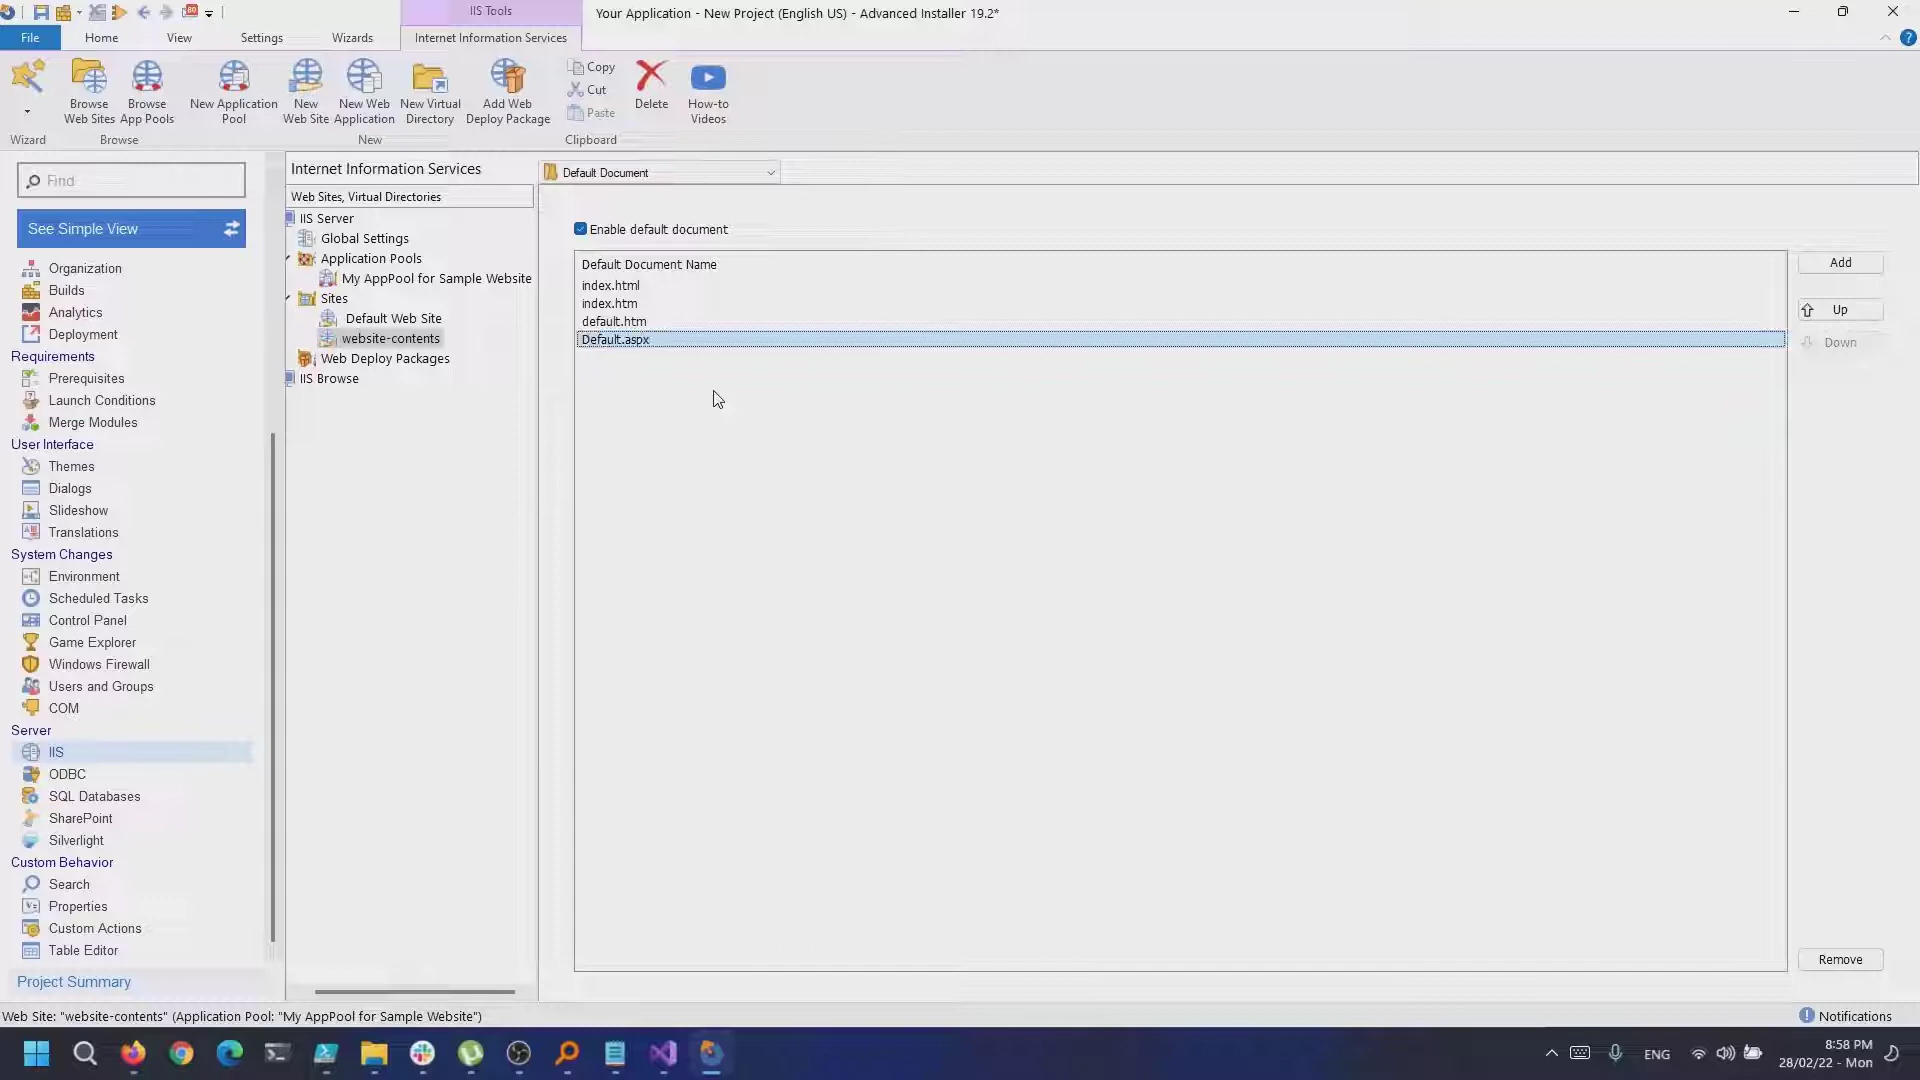 IIS Tools
Your Application - New Project (English US) - Advanced Installer 19.2*
File
Home
View
Settings
Wizards
Internet Information Services
Browse Web Sites
Browse App Pools
New Application Pool
New Web Site
New Web Application
New Virtual Directory
Add Web Deploy Package
Copy
Cut
Paste
Delete
How-to Videos
Wizard
Browse
New
Clipboard
Find
See Simple View
Organization
Builds
Analytics
Deployment
Requirements
Prerequisites
Launch Conditions
Merge Modules
User Interface
Themes
Dialogs
Slideshow
Translations
System Changes
Environment
Scheduled Tasks
Control Panel
Game Explorer
Windows Firewall
Users and Groups
COM
Server
IIS
ODBC
SQL Databases
SharePoint
Silverlight
Custom Behavior
Search
Properties
Custom Actions
Table Editor
Project Summary
Internet Information Services
Web Sites, Virtual Directories
IIS Server
Global Settings
Application Pools
My AppPool for Sample Website
Sites
Default Web Site
website-contents
Web Deploy Packages
IIS Browse
Default Document
Enable default document
Default Document Name
index.html
index.htm
default.htm
Default.aspx
Add
Up
Down
Remove
Web Site: "website-contents" (Application Pool: "My AppPool for Sample Website")
Notifications
ENG
8:58 PM
28/02/22 - Mon